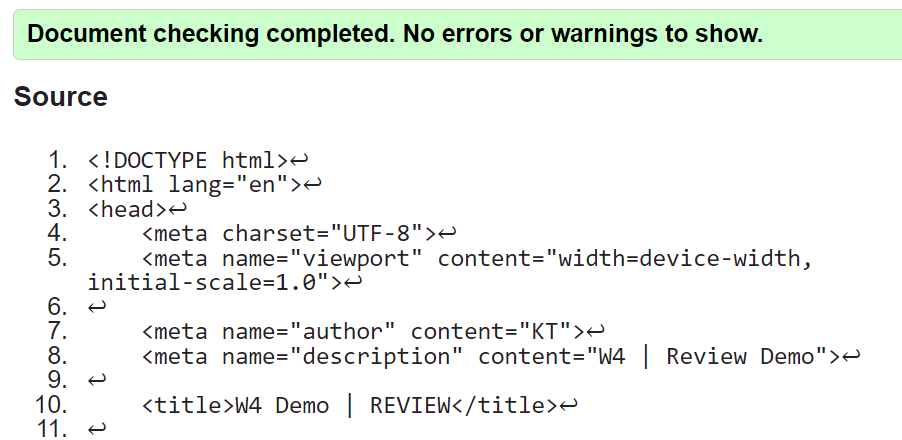 Document checking completed. No errors or warnings to show.
Source
1. <!DOCTYPE html>↩
2. <html lang="en">↩
3. <head>↩
4.     <meta charset="UTF-8">↩
5.     <meta name="viewport" content="width=device-width,
initial-scale=1.0">↩
6. ↩
7.     <meta name="author" content="KT">↩
8.     <meta name="description" content="W4 | Review Demo">↩
9. ↩
10.     <title>W4 Demo | REVIEW</title>↩
11. ↩